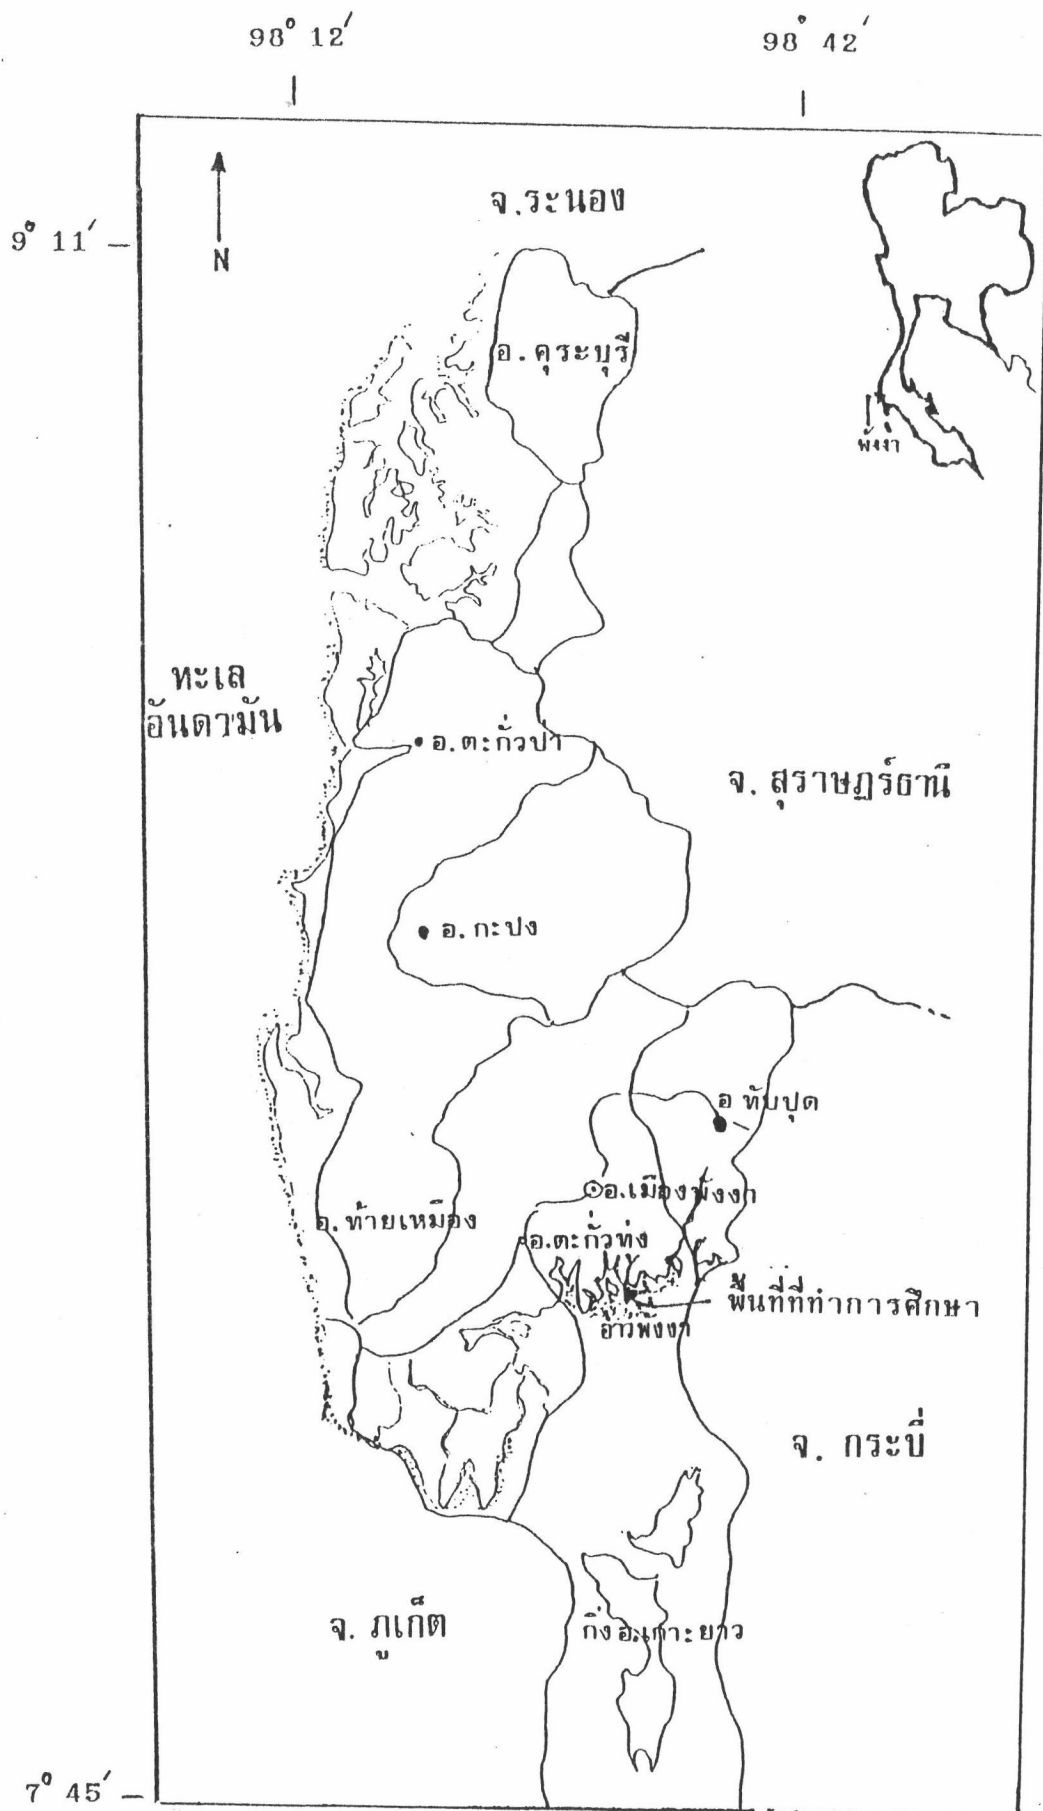 98° 12′
98° 42′
9° 11′
N
จ.ระนอง
อ.คุระบุรี
พังงา
ทะเล
อันดามัน
อ.ตะกั่วป่า
จ. สุราษฎร์ธานี
อ. กะปง
อ ทับปุด
อ.เมืองพังงา
อ. ท้ายเหมือง
อ.ตะกั่วทุ่ง
พื้นที่ที่ทำการศึกษา
อ่าวพังงา
จ. กระบี่
จ. ภูเก็ต
กิ่ง อ.เกาะยาว
7° 45′